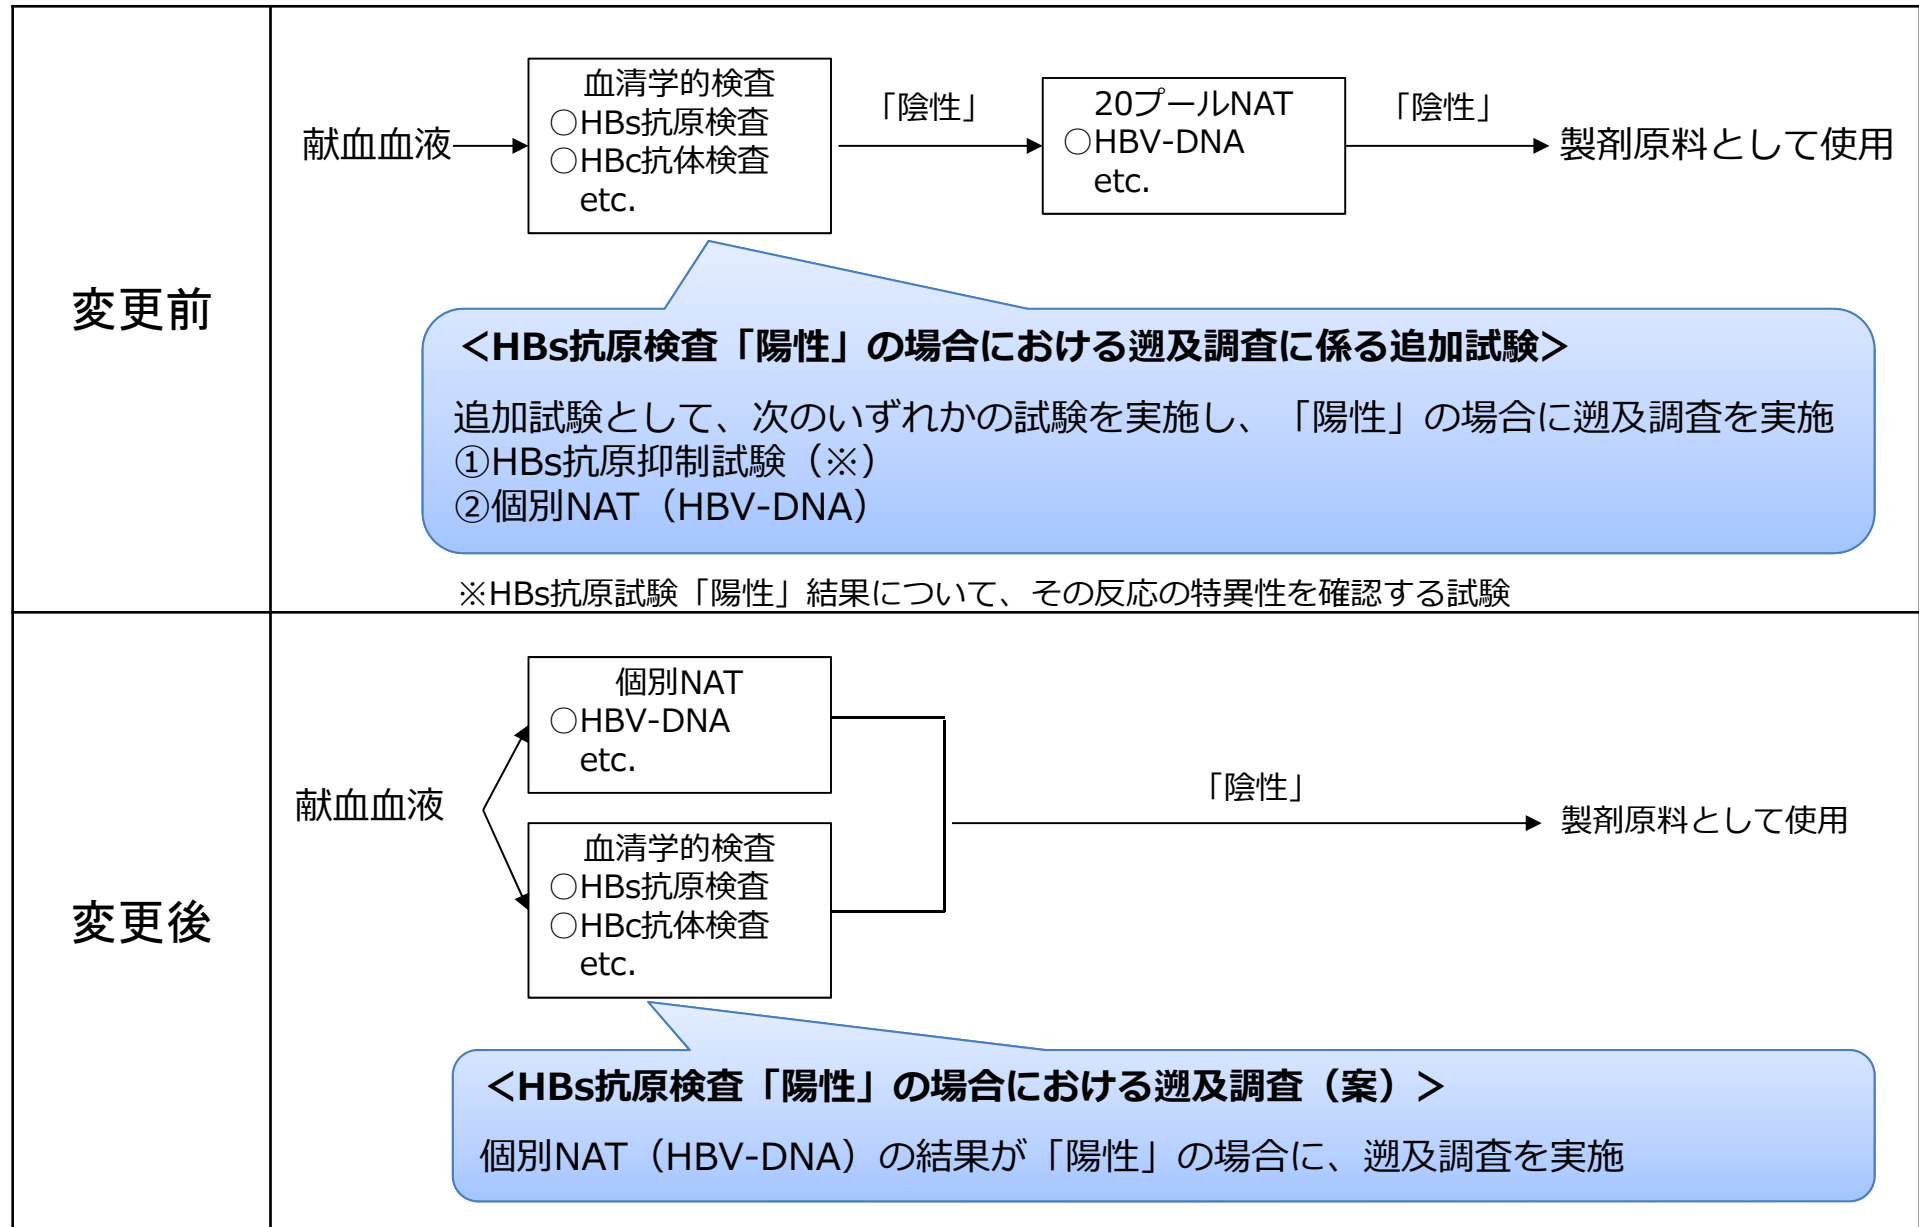 変更前
献血血液
血清学的検査
○HBs抗原検査
○HBc抗体検査
etc.
「陰性」
20プールNAT
○HBV-DNA
etc.
「陰性」
製剤原料として使用
<HBs抗原検査「陽性」の場合における遡及調査に係る追加試験>
追加試験として、次のいずれかの試験を実施し、「陽性」の場合に遡及調査を実施
①HBs抗原抑制試験（※）
②個別NAT（HBV-DNA）
※HBs抗原試験「陽性」結果について、その反応の特異性を確認する試験
変更後
献血血液
個別NAT
○HBV-DNA
etc.
血清学的検査
○HBs抗原検査
○HBc抗体検査
etc.
「陰性」
製剤原料として使用
<HBs抗原検査「陽性」の場合における遡及調査（案）>
個別NAT（HBV-DNA）の結果が「陽性」の場合に、遡及調査を実施